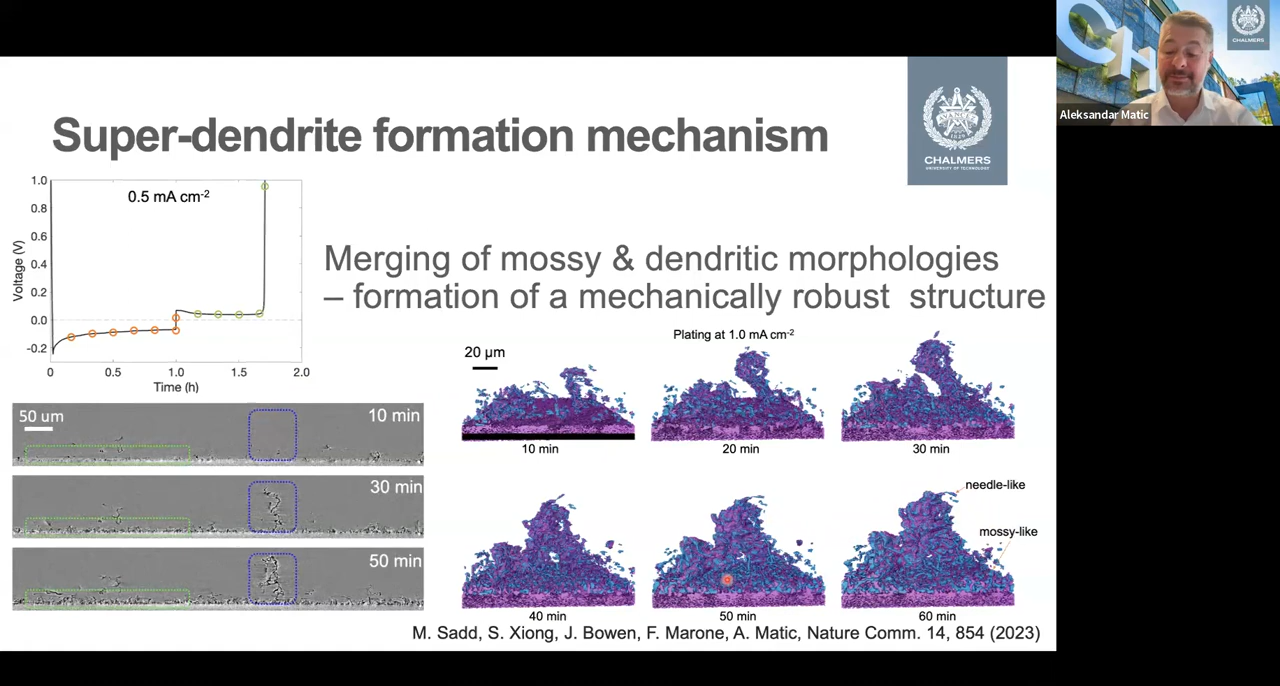 Super-dendrite formation mechanism
CHALMERS
UNIVERSITY OF TECHNOLOGY
CHALMERS
Aleksandar Matic
0.5 mA cm-2
Voltage (V)
1.0
0.8
0.6
0.4
0.2
0.0
-0.2
0 0.5 1.0 1.5 2.0
Time (h)
Merging of mossy & dendritic morphologies
– formation of a mechanically robust structure
Plating at 1.0 mA cm-2
20 µm
10 min
20 min
30 min
50 um
10 min
30 min
50 min
needle-like
mossy-like
40 min
50 min
60 min
M. Sadd, S. Xiong, J. Bowen, F. Marone, A. Matic, Nature Comm. 14, 854 (2023)